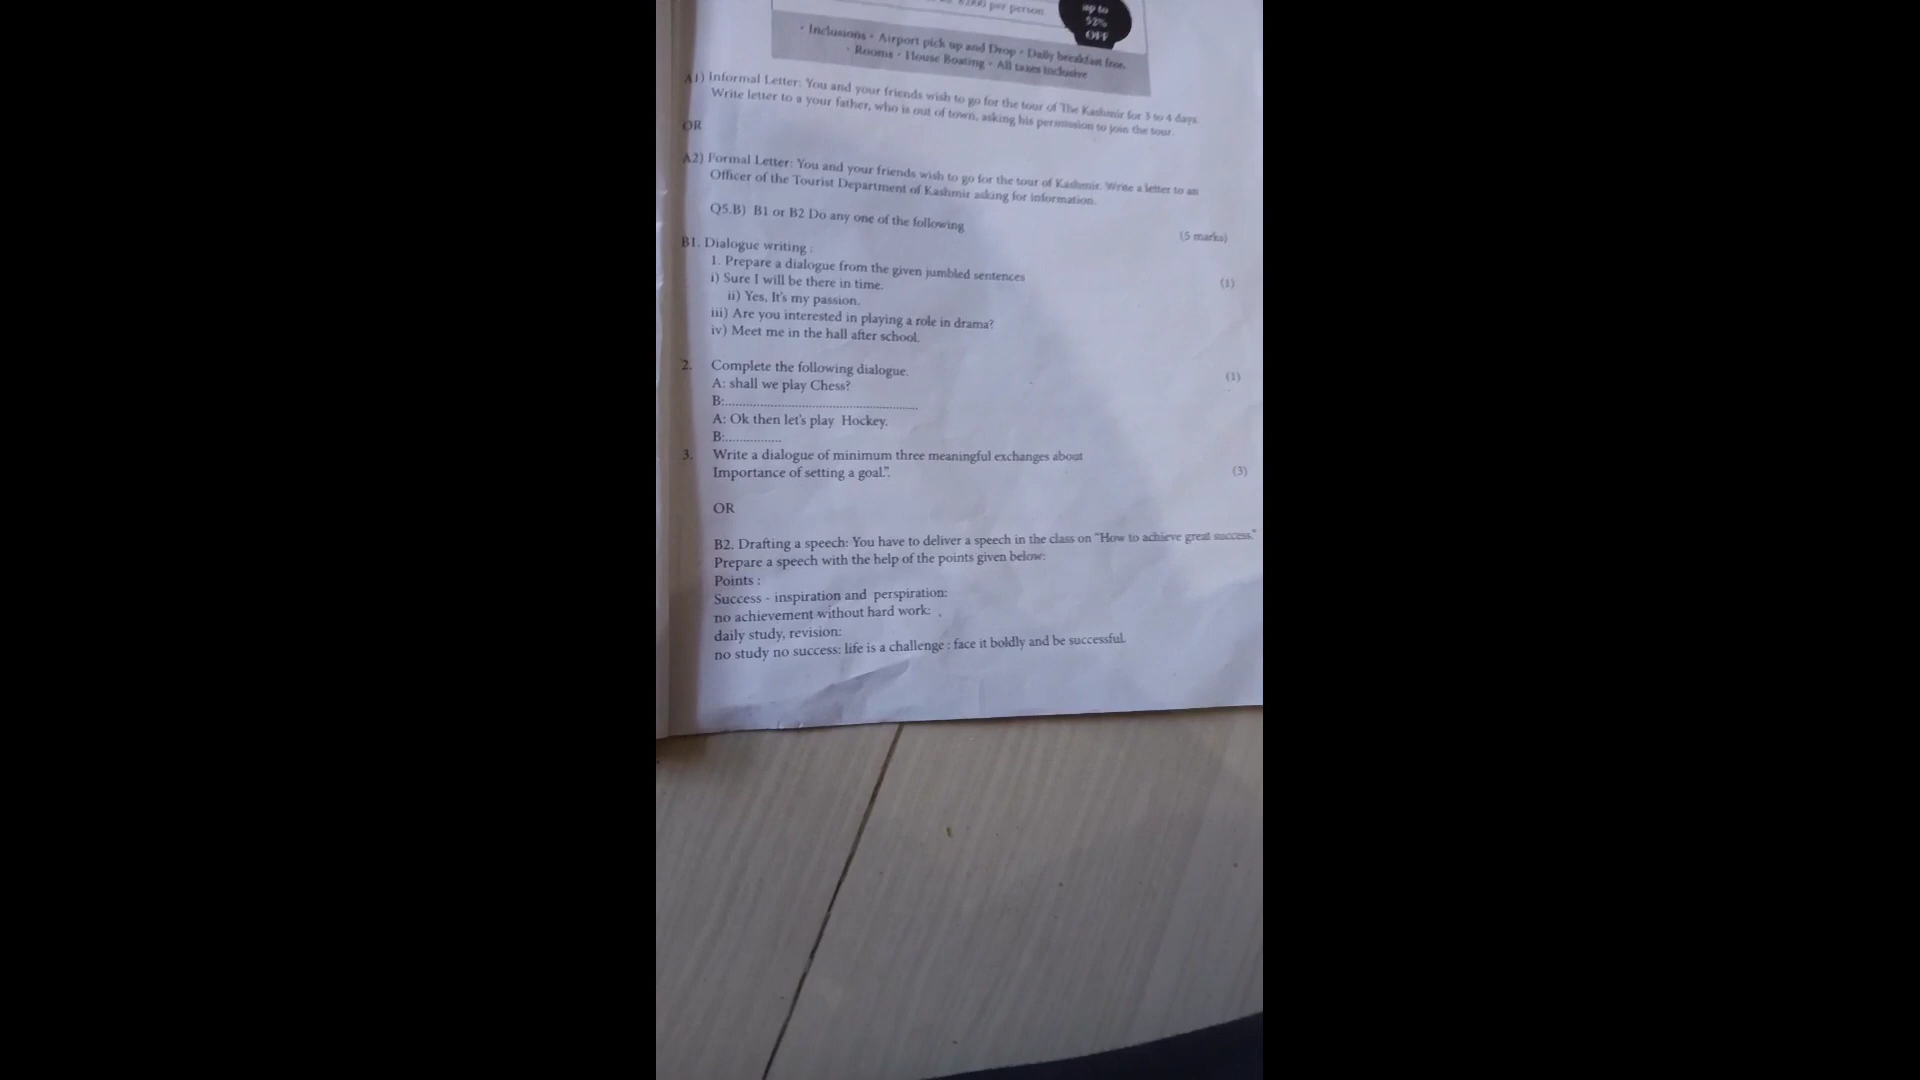 8,000 per person
up to
52%
OFF
· Inclusions · Airport pick up and Drop · Daily breakfast free.
· Rooms · House Boating · All taxes inclusive
A1) Informal Letter: You and your friends wish to go for the tour of The Kashmir for 3 to 4 days.
Write letter to a your father, who is out of town, asking his permission to join the tour.
OR
A2) Formal Letter: You and your friends wish to go for the tour of Kashmir. Write a letter to an
Officer of the Tourist Department of Kashmir asking for information.
Q5.B) B1 or B2 Do any one of the following
(5 marks)
B1. Dialogue writing :
1. Prepare a dialogue from the given jumbled sentences (1)
i) Sure I will be there in time.
ii) Yes, It's my passion.
iii) Are you interested in playing a role in drama?
iv) Meet me in the hall after school.
2. Complete the following dialogue. (1)
A: shall we play Chess?
B:......................................................
A: Ok then let's play Hockey.
B:................
3. Write a dialogue of minimum three meaningful exchanges about
Importance of setting a goal.". (3)
OR
B2. Drafting a speech: You have to deliver a speech in the class on "How to achieve great success."
Prepare a speech with the help of the points given below:
Points :
Success - inspiration and perspiration:
no achievement without hard work:
daily study, revision:
no study no success: life is a challenge : face it boldly and be successful.